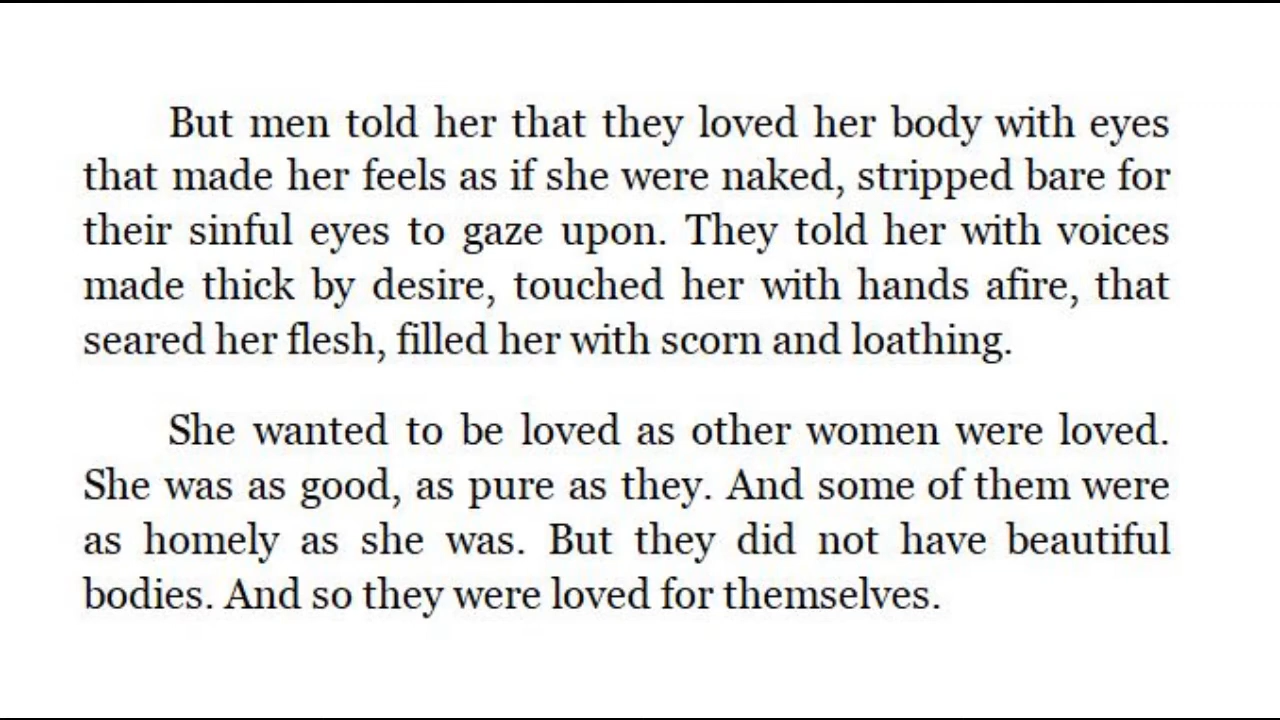 But men told her that they loved her body with eyes
that made her feels as if she were naked, stripped bare for
their sinful eyes to gaze upon. They told her with voices
made thick by desire, touched her with hands afire, that
seared her flesh, filled her with scorn and loathing.
She wanted to be loved as other women were loved.
She was as good, as pure as they. And some of them were
as homely as she was. But they did not have beautiful
bodies. And so they were loved for themselves.